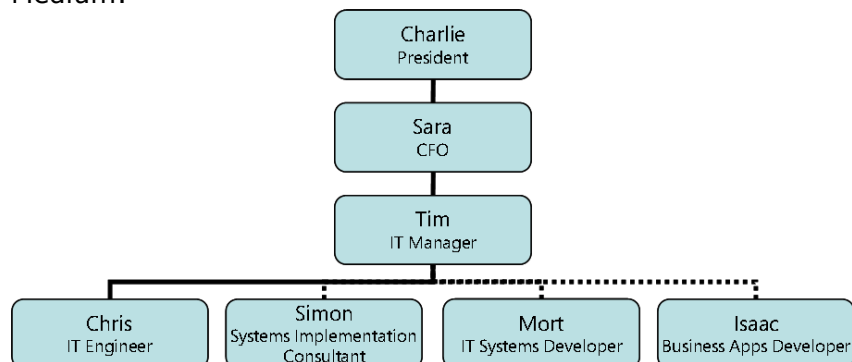 Medium:
Charlie
President
Sara
CFO
Tim
IT Manager
Chris
IT Engineer
Simon
Systems Implementation
Consultant
Mort
IT Systems Developer
Isaac
Business Apps Developer